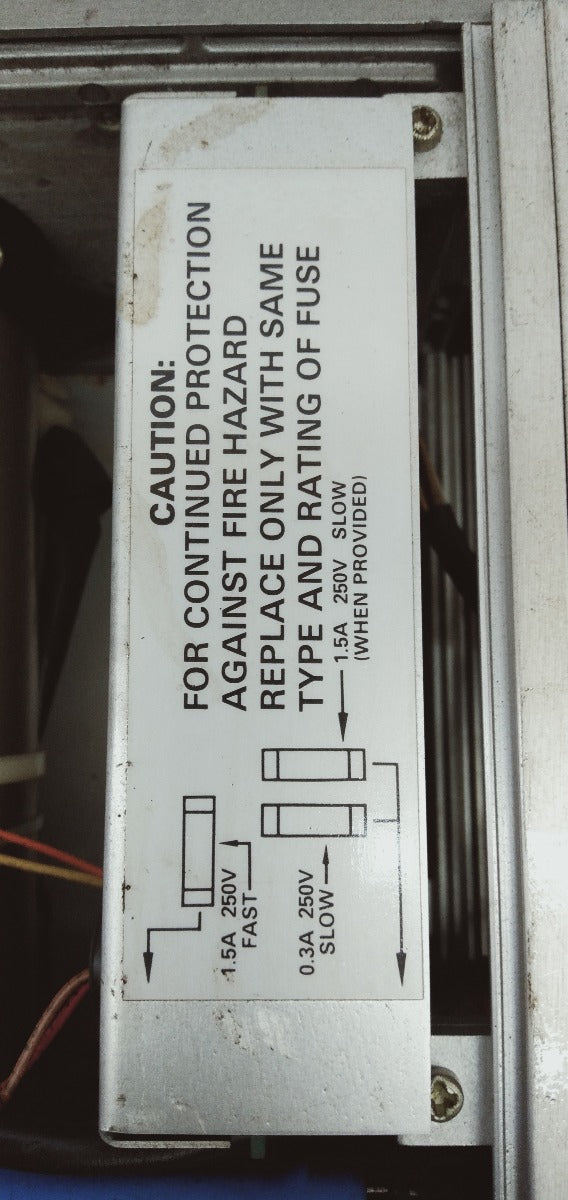 CAUTION:
FOR CONTINUED PROTECTION
AGAINST FIRE HAZARD
REPLACE ONLY WITH SAME
TYPE AND RATING OF FUSE
1.5A 250V
FAST
0.3A 250V
SLOW
1.5A 250V SLOW
(WHEN PROVIDED)